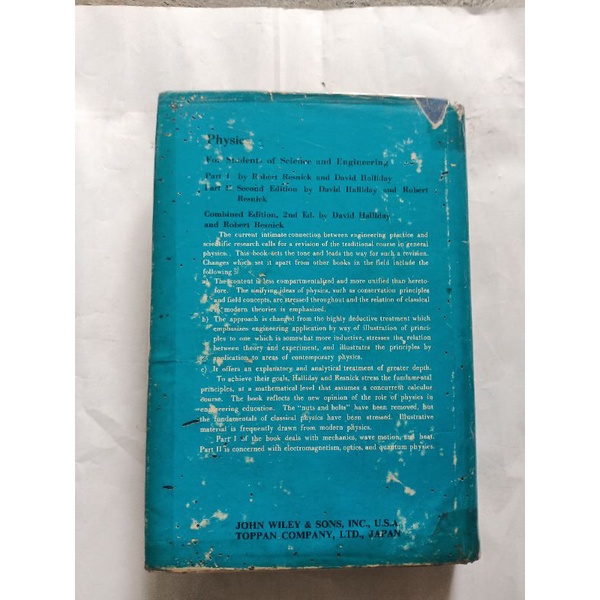 Physic
For Students of Science and Engineering
Part I by Robert Resnick and David Halliday
Part 2 Second Edition by David Halliday and Robert
Resnick
Combined Edition, 2nd Ed. by David Halliday
and Robert Resnick
The current intimate connection between engineering practice and
scientific research calls for a revision of the traditional course in general
physics. This book sets the tone and leads the way for such a revision.
Changes which set it apart from other books in the field include the
following:
a) The content is less compartmentalized and more unified than hereto-
fore. The unifying ideas of physics, such as conservation principles
and field concepts, are stressed throughout and the relation of classical
to modern theories is emphasized.
b) The approach is changed from the highly deductive treatment which
emphasizes engineering application by way of illustration of princi-
ples to one which is somewhat more inductive, stresses the relation
between theory and experiment, and illustrates the principles by
application to areas of contemporary physics.
c) It offers an explanatory and analytical treatment of greater depth.
To achieve their goals, Halliday and Resnick stress the fundamental
principles, as a mathematical level that assumes a concurrent calculus
course. The book reflects the new opinion of the role of physics in
engineering education. The "nuts and bolts" have been removed, but
the fundamentals of classical physics have been stressed. Illustrative
material is frequently drawn from modern physics.
Part I of the book deals with mechanics, wave motion, and heat.
Part II is concerned with electromagnetism, optics, and quantum physics.
JOHN WILEY & SONS, INC., U.S.A.
TOPPAN COMPANY, LTD., JAPAN